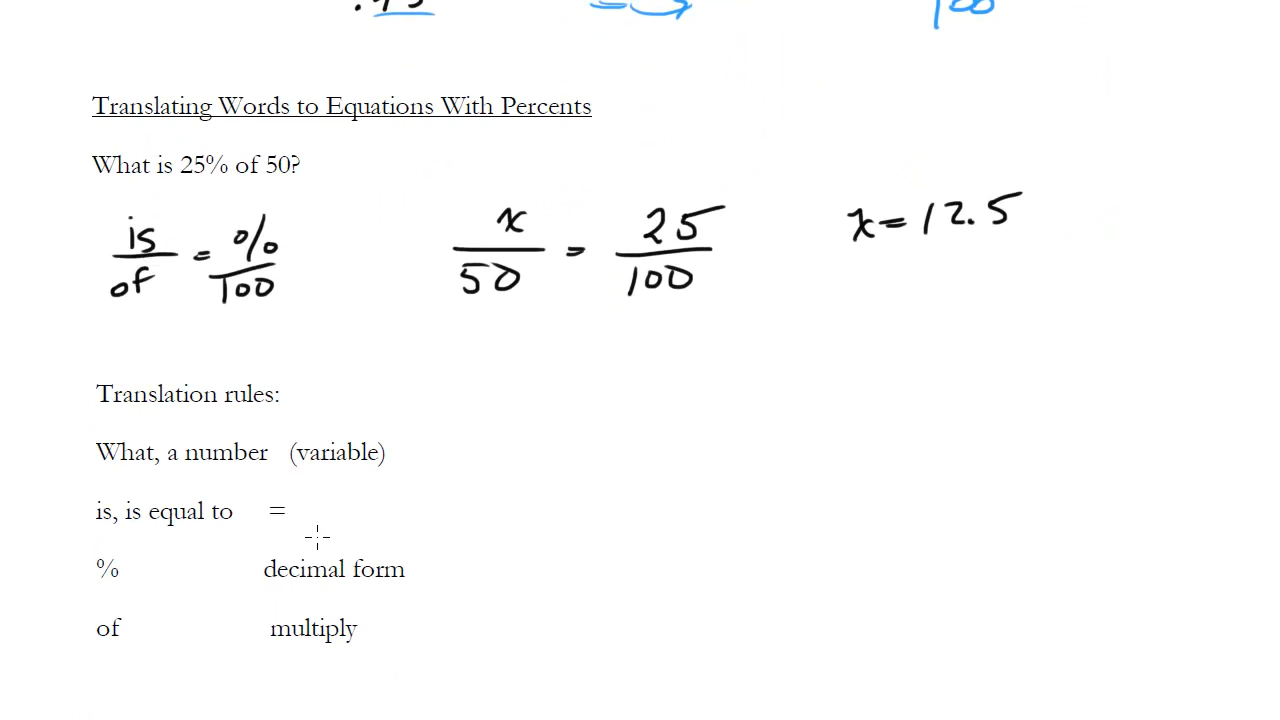 Translating Words to Equations With Percents
What is 25% of 50?
is/of = %/100   x/50 = 25/100   x = 12.5
Translation rules:
What, a number (variable)
is, is equal to =
% decimal form
of multiply